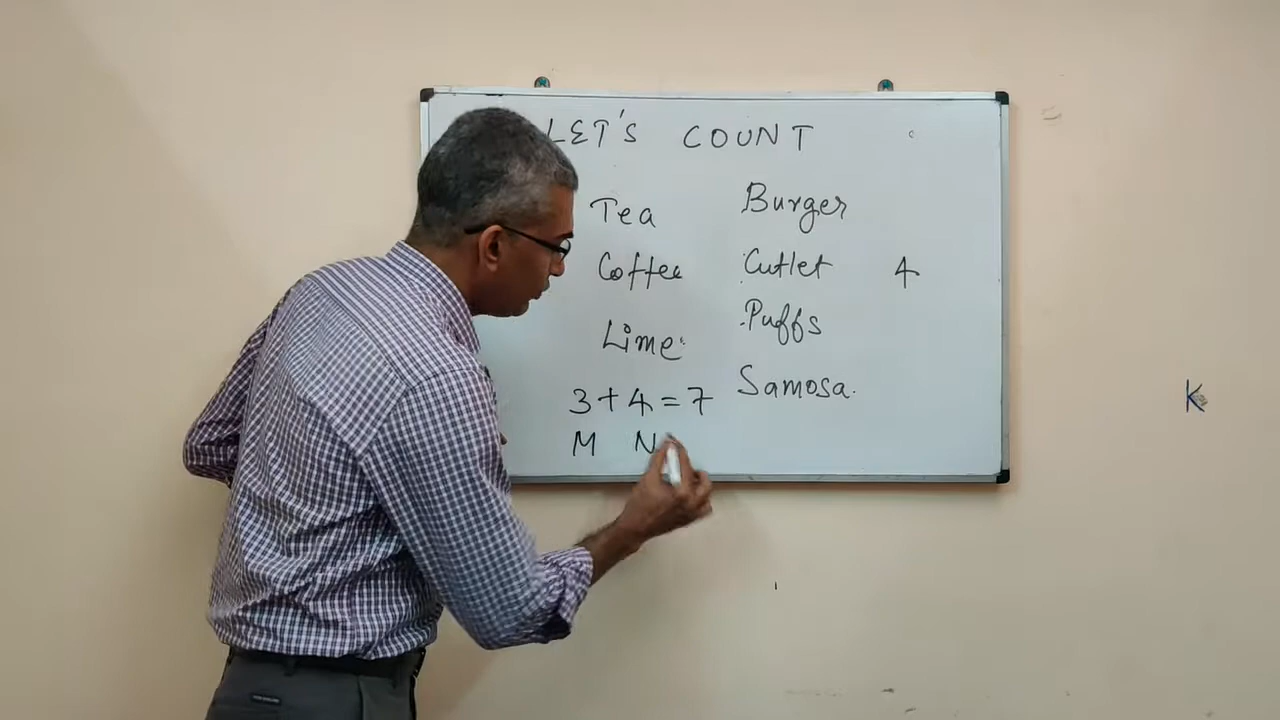 LET'S COUNT
Tea Burger
Coffee Cutlet 4
Lime Puffs
3+4=7 Samosa
M N
K